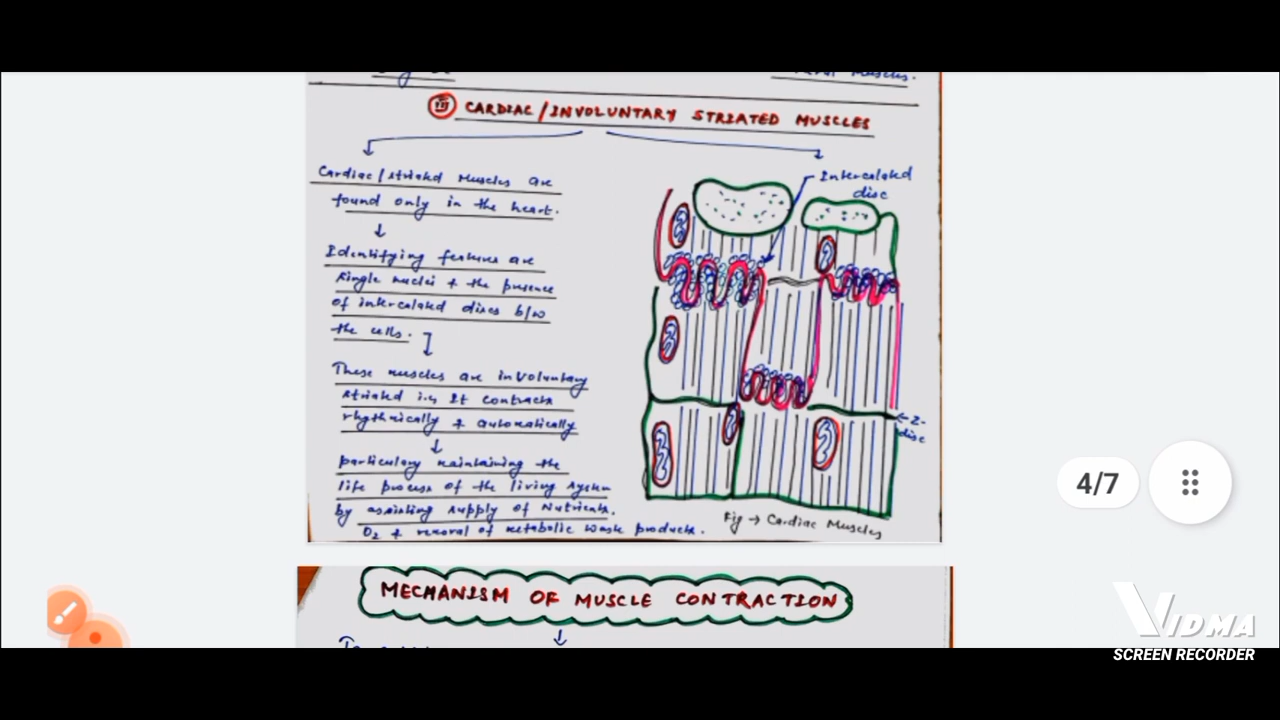 III CARDIAC/INVOLUNTARY STRIATED MUSCLES
Cardiac/striated Muscles are
found only in the heart.
Identifying features are
single nuclei + the presence
of intercalated discs b/w
the cells.
These muscles are involuntary
striated i.e, It contracts
rhythmically + automatically
particulary maintaining the
life process of the living system
by assisting supply of Nutrients,
O2 + removal of metabolic waste products.
Intercalated
disc
Z-
disc
Fig → Cardiac Muscles
MECHANISM OF MUSCLE CONTRACTION
4/7
VIDMA
SCREEN RECORDER